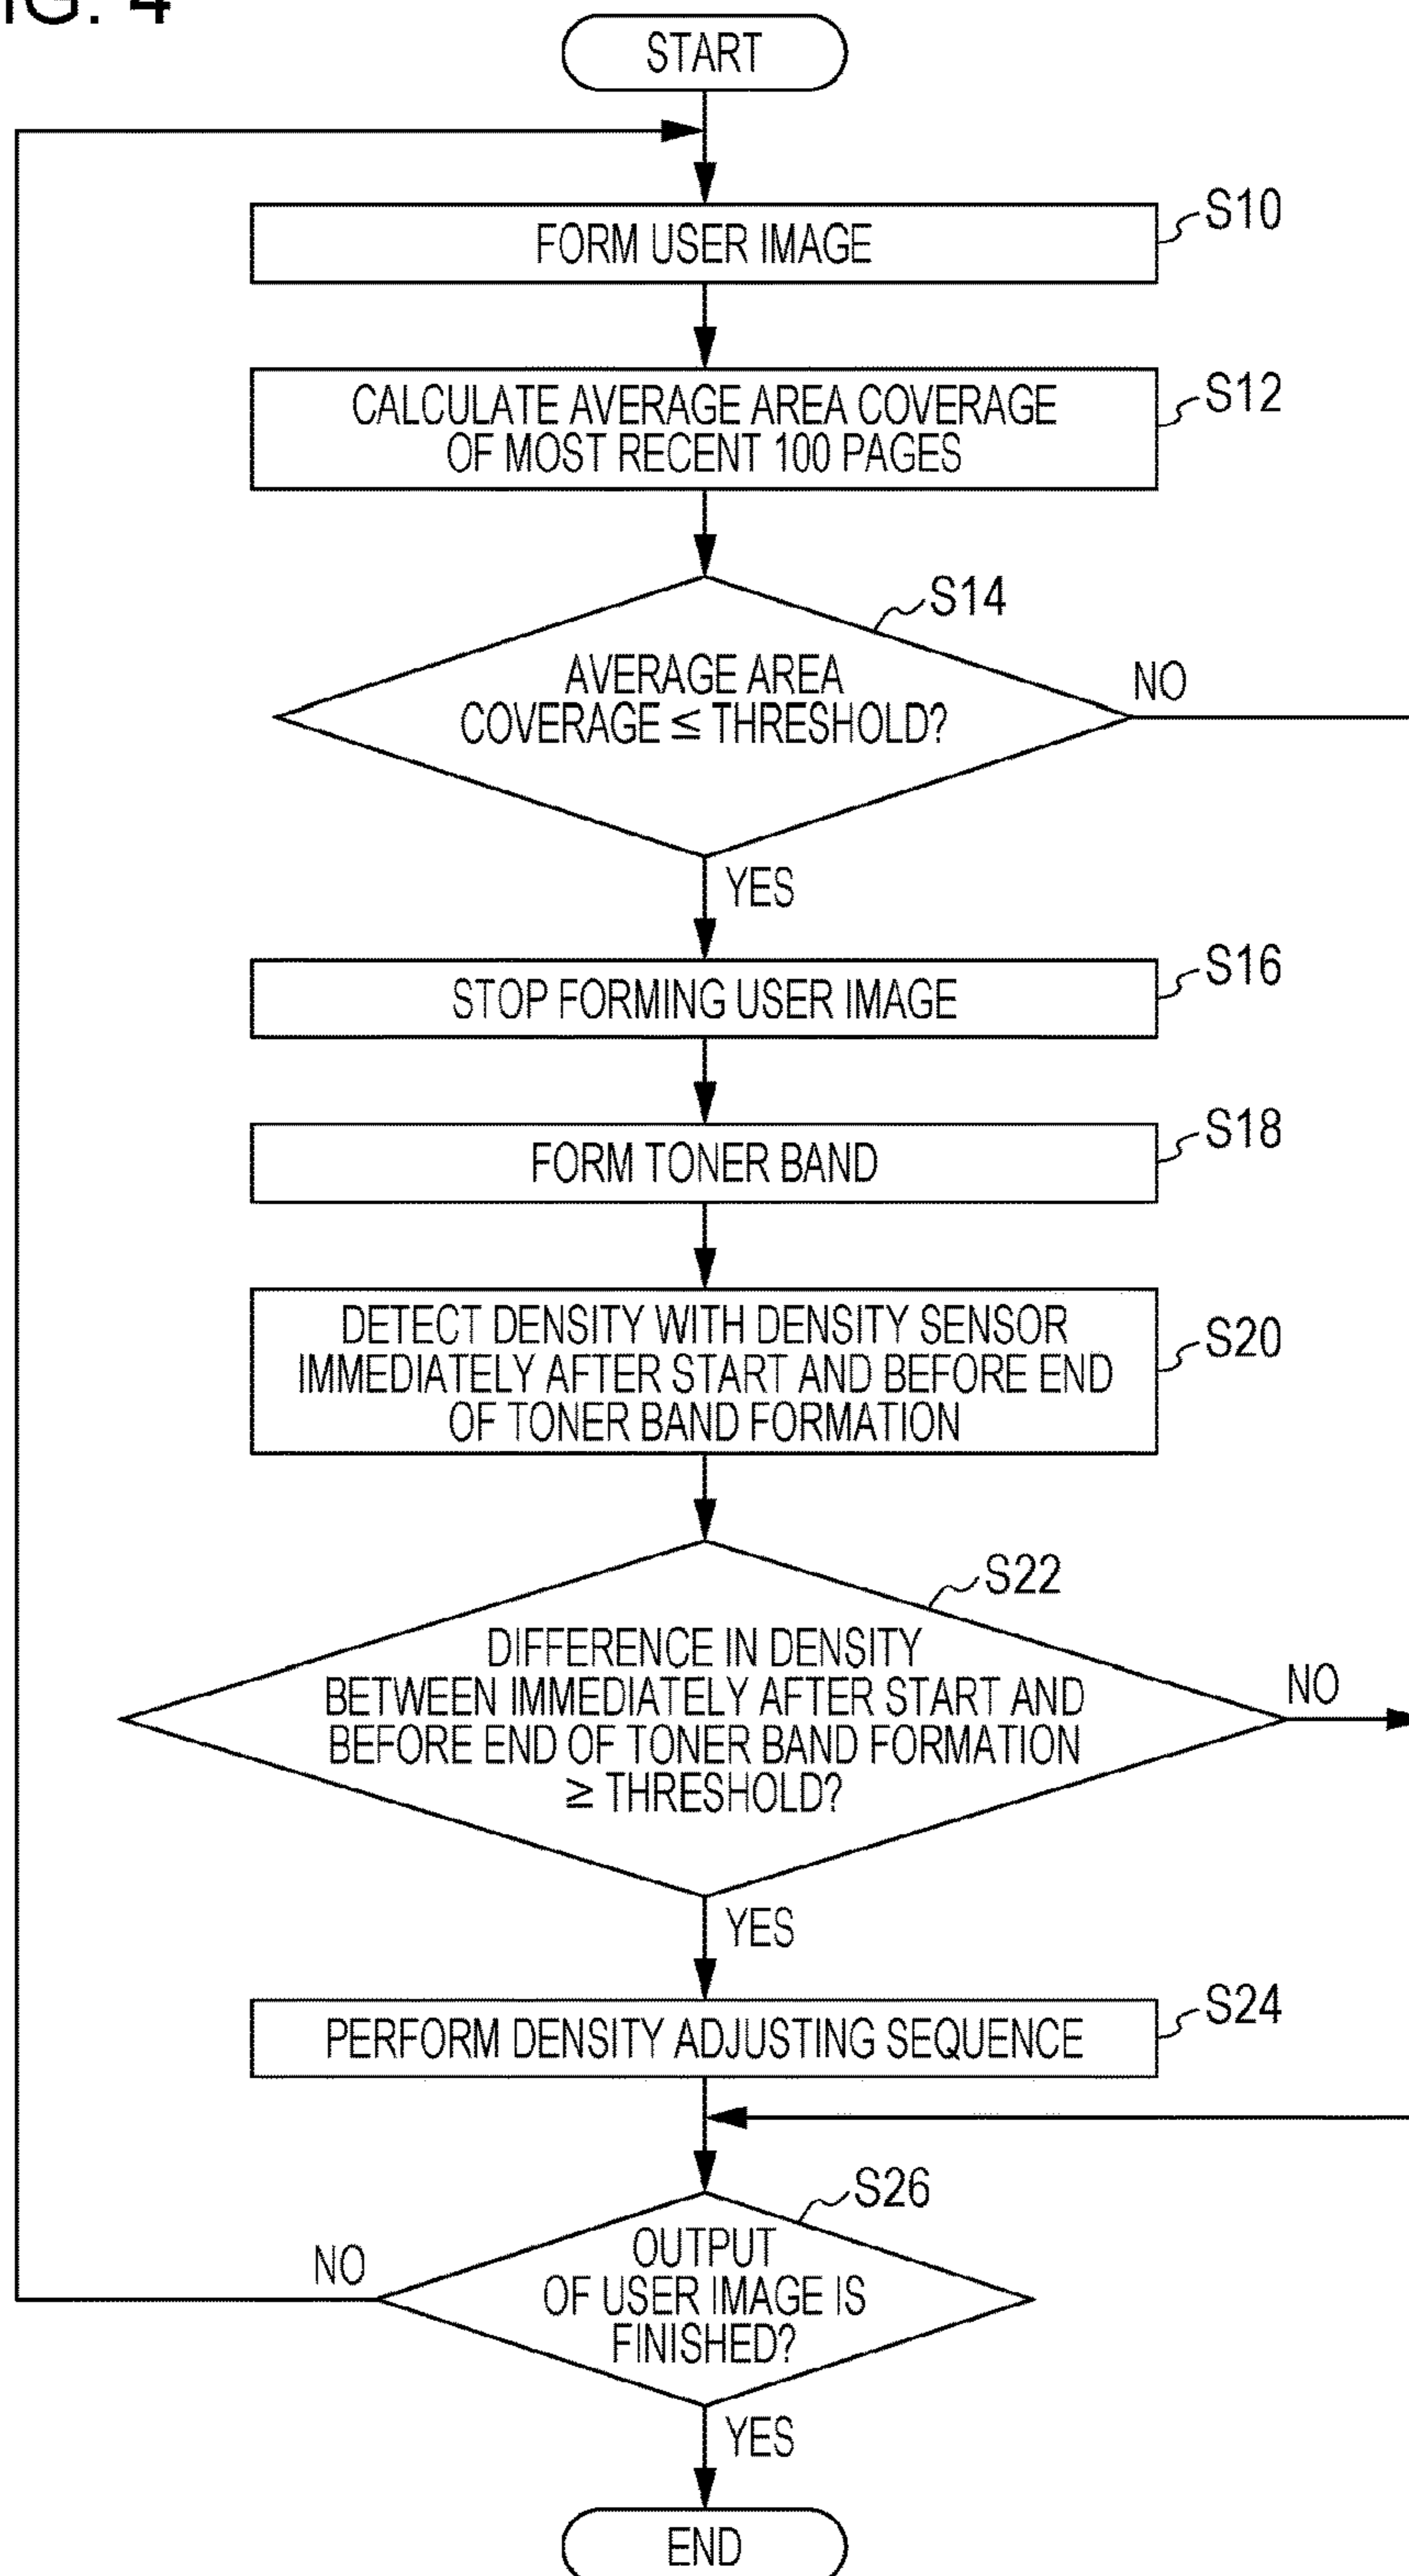 FIG. 4
START
FORM USER IMAGE
S10
CALCULATE AVERAGE AREA COVERAGE
OF MOST RECENT 100 PAGES
S12
S14
AVERAGE AREA
COVERAGE ≤ THRESHOLD?
NO
YES
STOP FORMING USER IMAGE
S16
FORM TONER BAND
S18
DETECT DENSITY WITH DENSITY SENSOR
IMMEDIATELY AFTER START AND BEFORE END
OF TONER BAND FORMATION
S20
S22
DIFFERENCE IN DENSITY
BETWEEN IMMEDIATELY AFTER START AND
BEFORE END OF TONER BAND FORMATION
≥ THRESHOLD?
NO
YES
PERFORM DENSITY ADJUSTING SEQUENCE
S24
S26
OUTPUT
OF USER IMAGE IS
FINISHED?
NO
YES
END